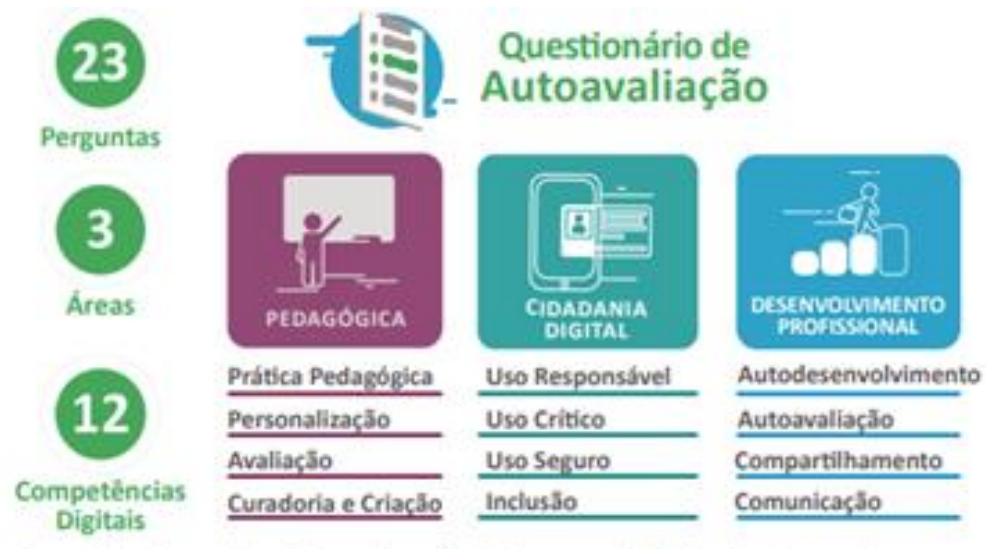 23
Perguntas
3
Áreas
12
Competências
Digitais
Questionário de
Autoavaliação
PEDAGÓGICA
Prática Pedagógica
Personalização
Avaliação
Curadoria e Criação
CIDADANIA
DIGITAL
Uso Responsável
Uso Crítico
Uso Seguro
Inclusão
DESENVOLVIMENTO
PROFISSIONAL
Autodesenvolvimento
Autoavaliação
Compartilhamento
Comunicação